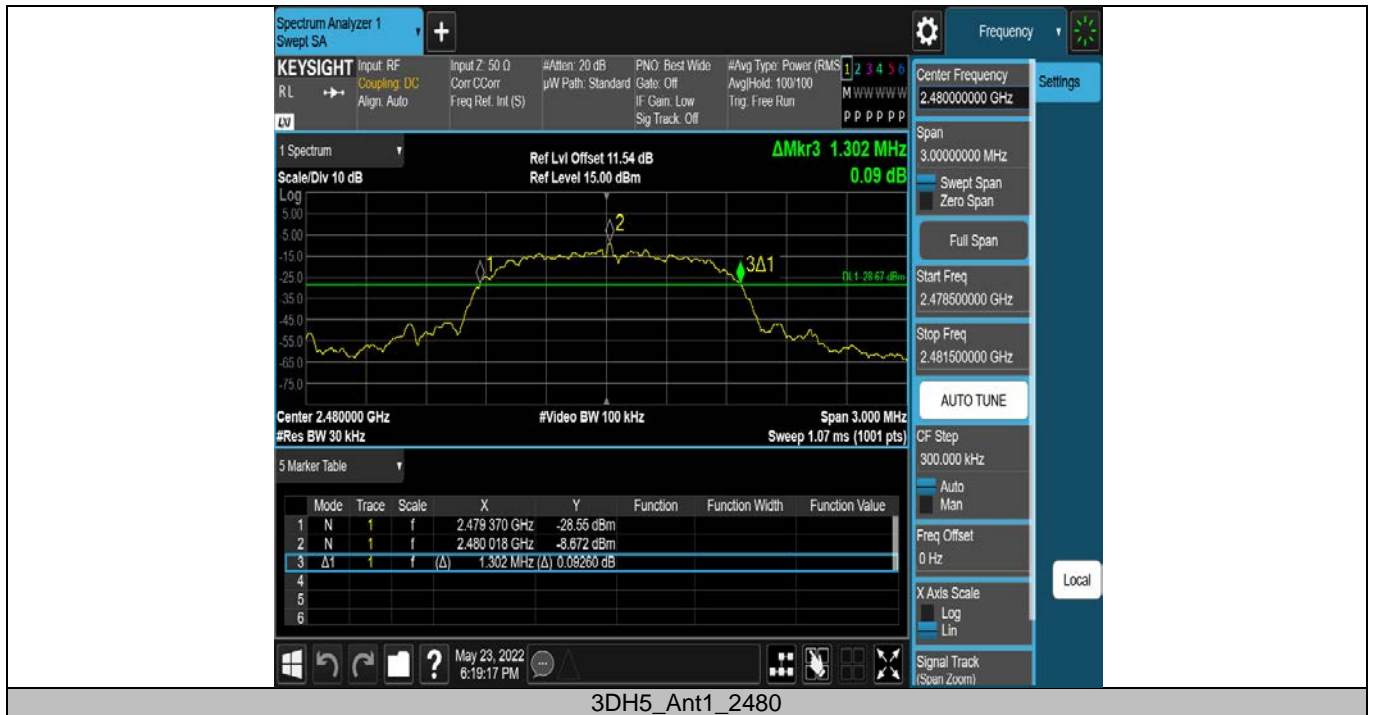 Spectrum Analyzer 1
Swept SA
+
Frequency
KEYSIGHT
RL
LXI
Input: RF
Coupling: DC
Align: Auto
Input Z: 50 Ω
Corr CCorr
Freq Ref: Int (S)
#Atten: 20 dB
µW Path: Standard
PNO: Best Wide
Gate: Off
IF Gain: Low
Sig Track: Off
#Avg Type: Power (RMS
Avg|Hold: 100/100
Trig: Free Run
1 2 3 4 5 6
M W W W W W
P P P P P P
1 Spectrum
Scale/Div 10 dB
Ref Lvl Offset 11.54 dB
Ref Level 15.00 dBm
ΔMkr3 1.302 MHz
0.09 dB
Log
5.00
-5.00
-15.0
-25.0
-35.0
-45.0
-55.0
-65.0
-75.0
1
2
3Δ1
DL1 -28.67 dBm
Center 2.480000 GHz
#Video BW 100 kHz
Span 3.000 MHz
#Res BW 30 kHz
Sweep 1.07 ms (1001 pts)
5 Marker Table
Mode Trace Scale X Y Function Function Width Function Value
1 N 1 f 2.479 370 GHz -28.55 dBm
2 N 1 f 2.480 018 GHz -8.672 dBm
3 Δ1 1 f (Δ) 1.302 MHz (Δ) 0.09260 dB
4
5
6
?
May 23, 2022
6:19:17 PM
Center Frequency
2.480000000 GHz
Settings
Span
3.00000000 MHz
Swept Span
Zero Span
Full Span
Start Freq
2.478500000 GHz
Stop Freq
2.481500000 GHz
AUTO TUNE
CF Step
300.000 kHz
Auto
Man
Freq Offset
0 Hz
X Axis Scale
Log
Lin
Local
Signal Track
(Span Zoom)
3DH5_Ant1_2480